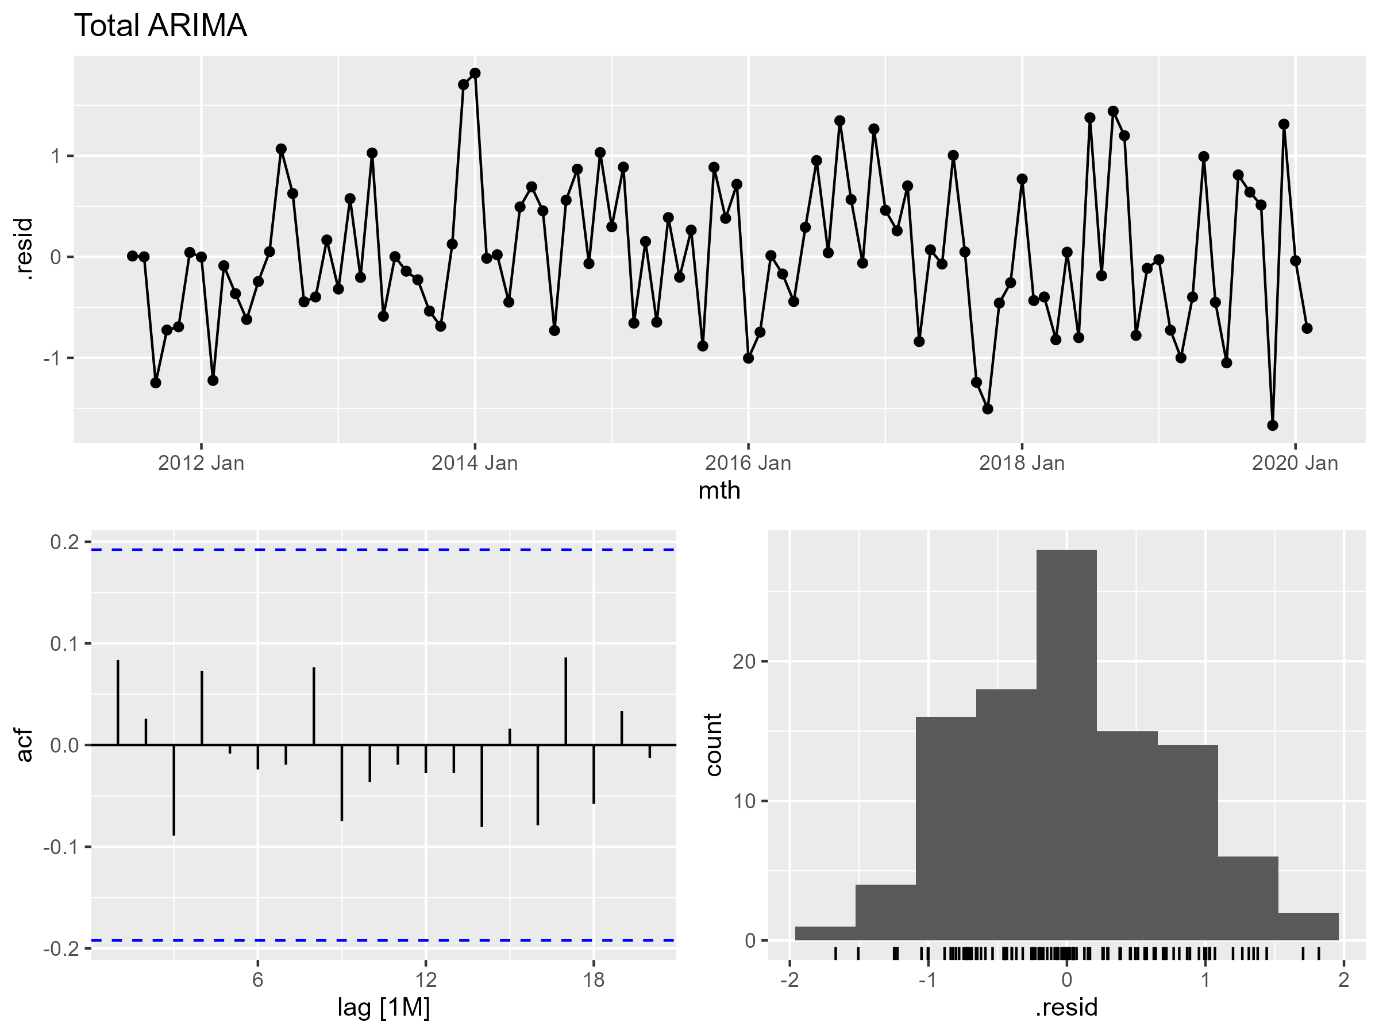 Total ARIMA
.resid
1
0
-1
2012 Jan 2014 Jan 2016 Jan 2018 Jan 2020 Jan
mth
acf
0.2
0.1
0.0
-0.1
-0.2
6 12 18
lag [1M]
count
20
10
0
-2 -1 0 1 2
.resid